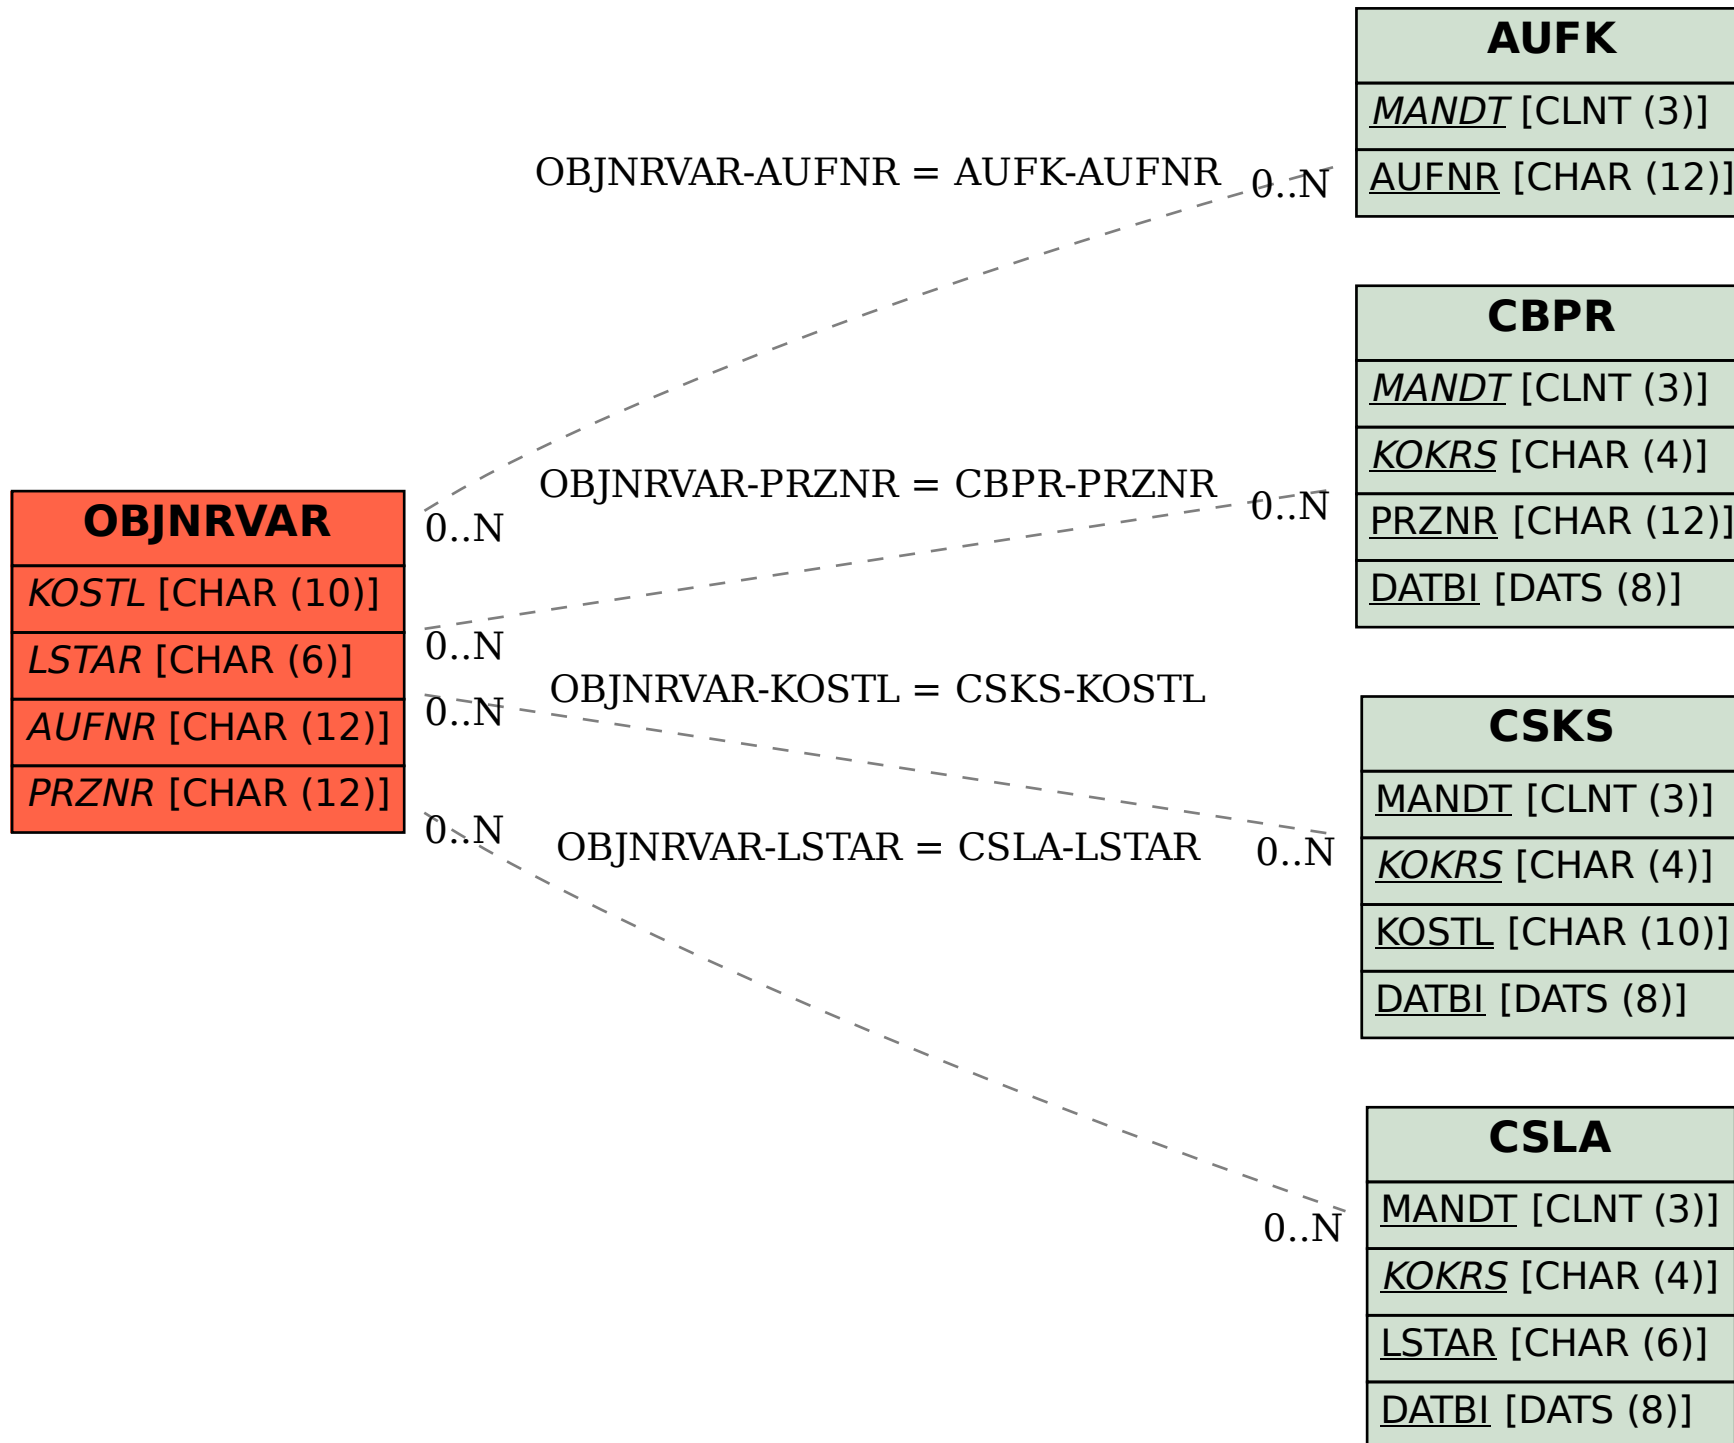 AUFK
MANDT [CLNT (3)]
AUFNR [CHAR (12)]
OBJNRVAR-AUFNR = AUFK-AUFNR
0..N
0..N
CBPR
MANDT [CLNT (3)]
KOKRS [CHAR (4)]
PRZNR [CHAR (12)]
DATBI [DATS (8)]
OBJNRVAR-PRZNR = CBPR-PRZNR
0..N
0..N
OBJNRVAR
KOSTL [CHAR (10)]
LSTAR [CHAR (6)]
AUFNR [CHAR (12)]
PRZNR [CHAR (12)]
OBJNRVAR-KOSTL = CSKS-KOSTL
0..N
0..N
CSKS
MANDT [CLNT (3)]
KOKRS [CHAR (4)]
KOSTL [CHAR (10)]
DATBI [DATS (8)]
OBJNRVAR-LSTAR = CSLA-LSTAR
0..N
0..N
CSLA
MANDT [CLNT (3)]
KOKRS [CHAR (4)]
LSTAR [CHAR (6)]
DATBI [DATS (8)]